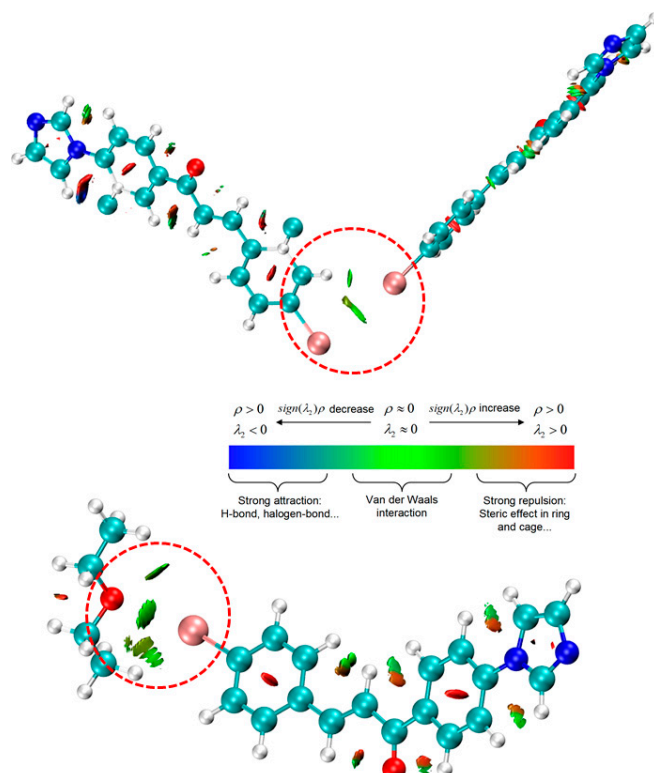 ρ > 0 sign(λ₂)ρ decrease ρ ≈ 0 sign(λ₂)ρ increase ρ > 0
λ₂ < 0 λ₂ ≈ 0 λ₂ > 0
Strong attraction: Van der Waals Strong repulsion:
H-bond, halogen-bond... interaction Steric effect in ring
and cage...